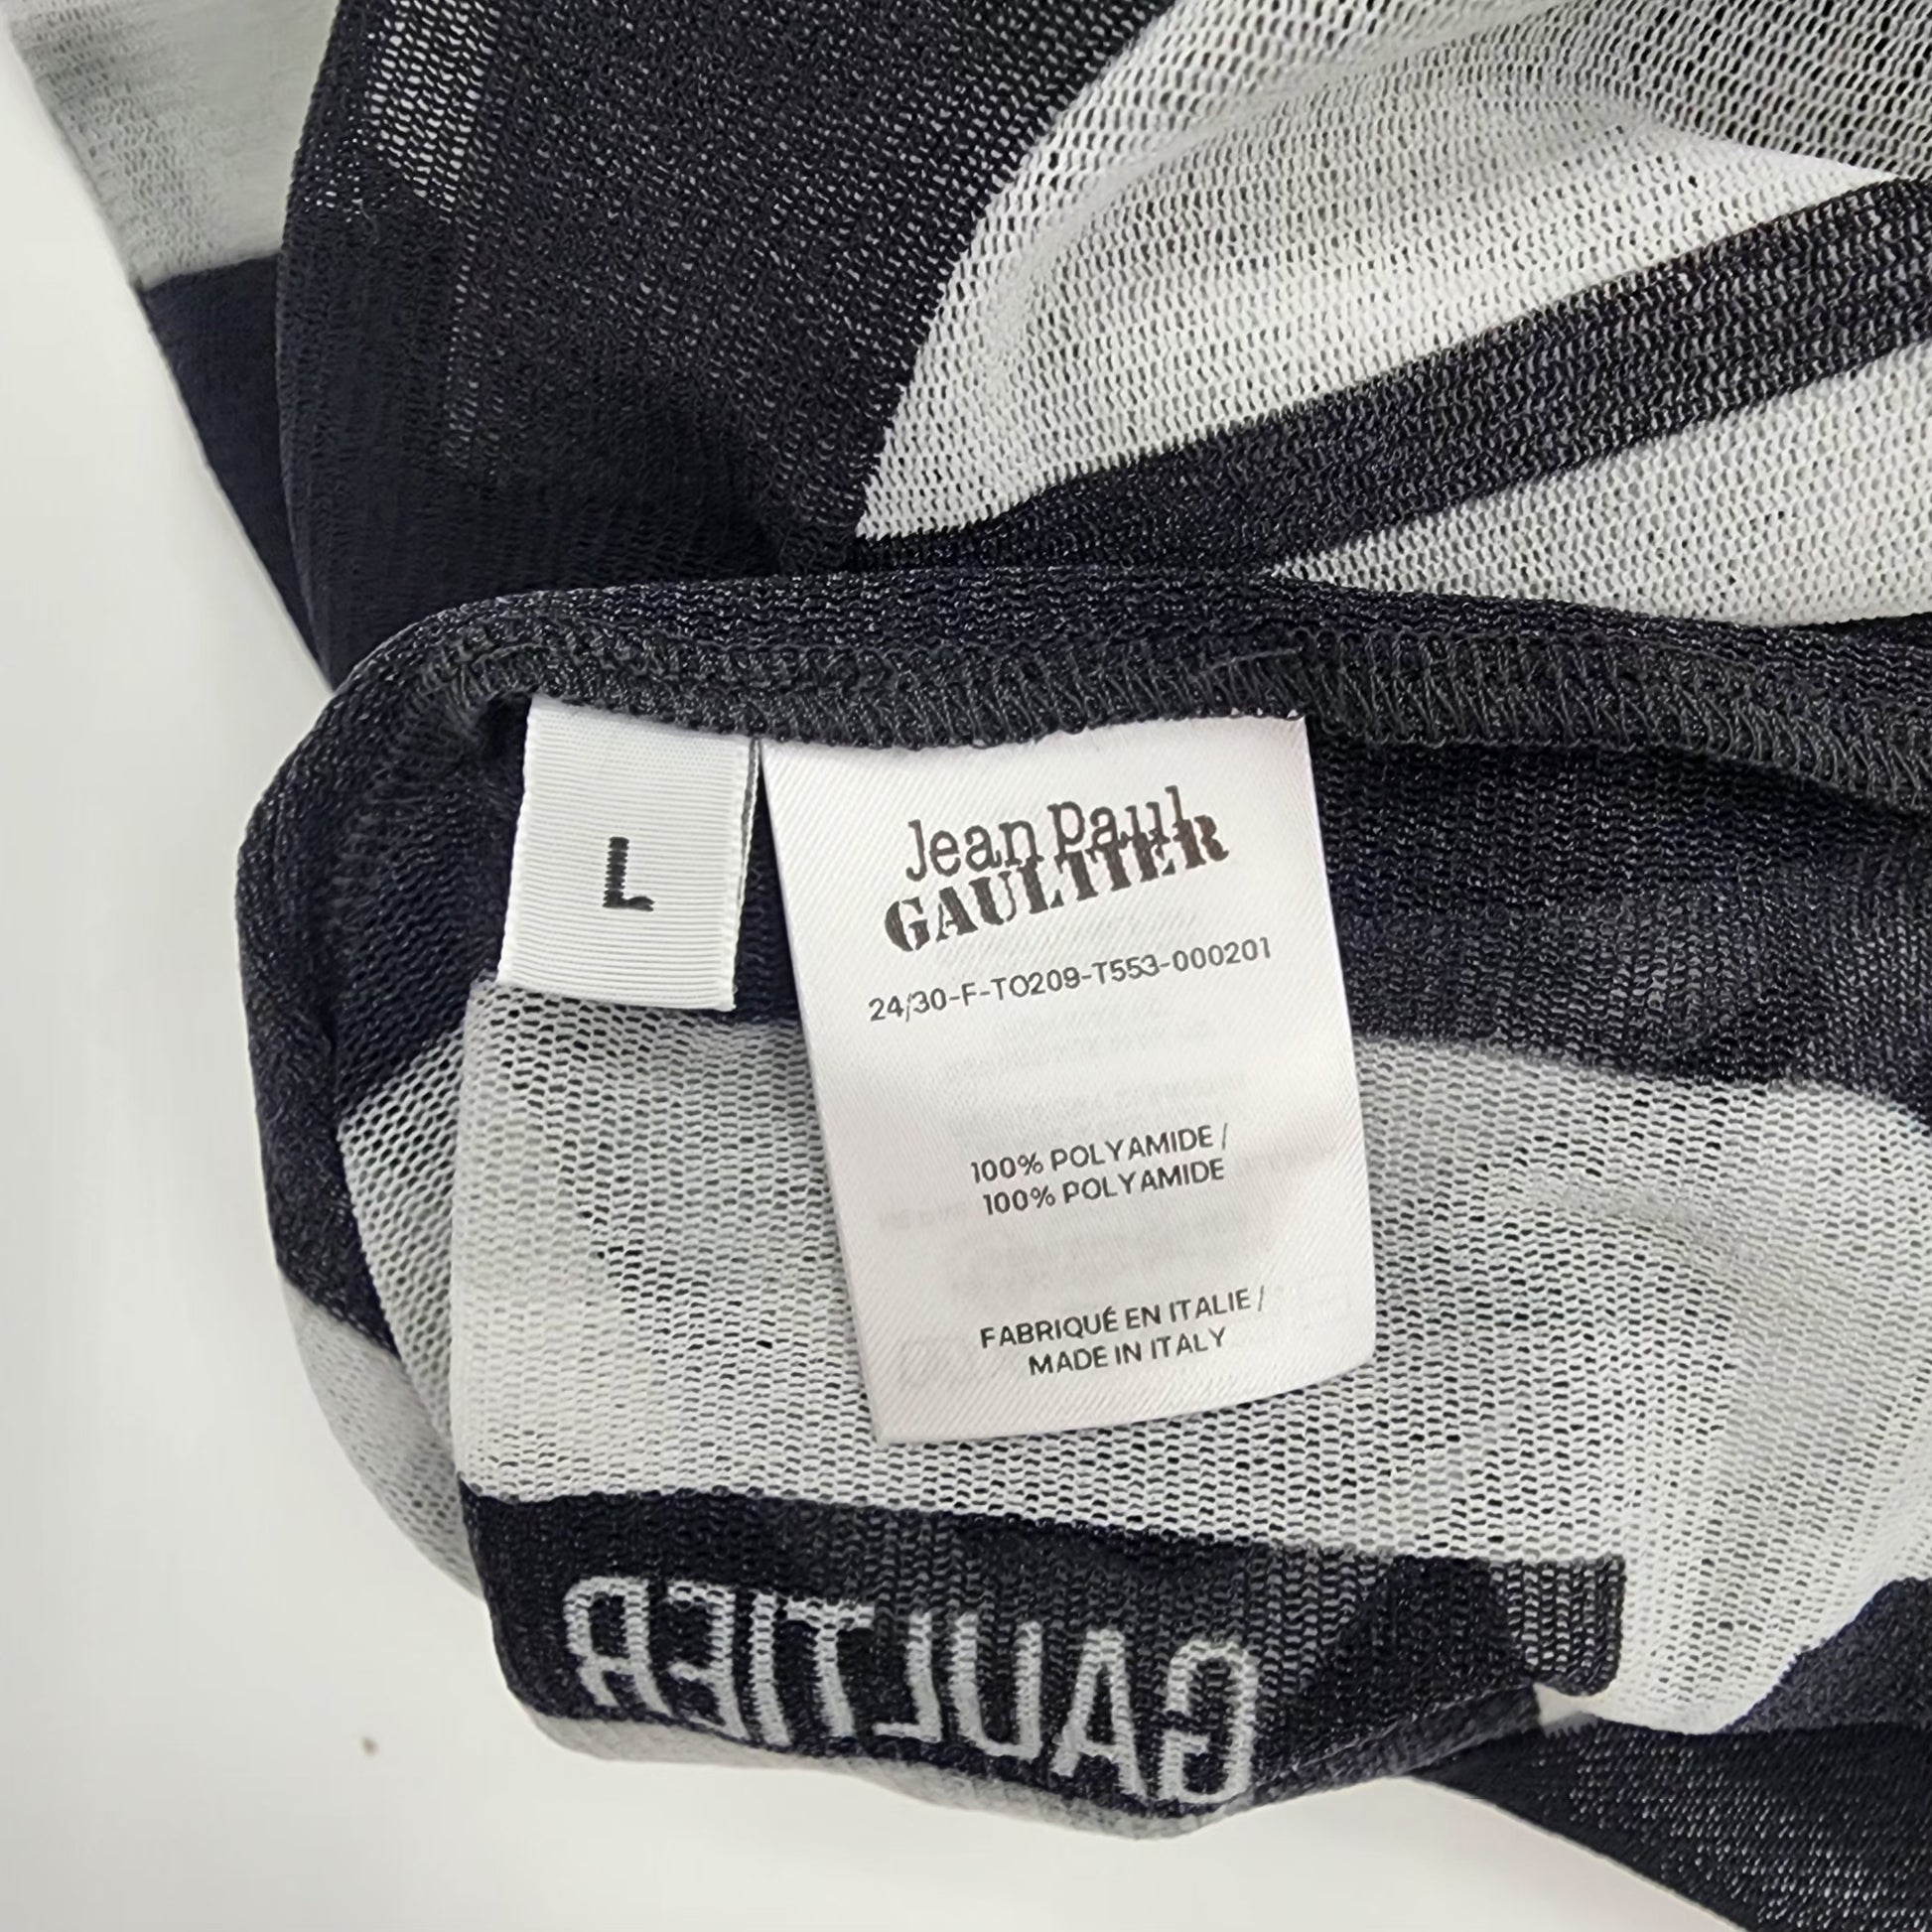 L
Jean Paul
GAULTIER
24/30-F-TO209-T553-000201
100% POLYAMIDE /
100% POLYAMIDE
FABRIQUÉ EN ITALIE /
MADE IN ITALY
GAULTIER